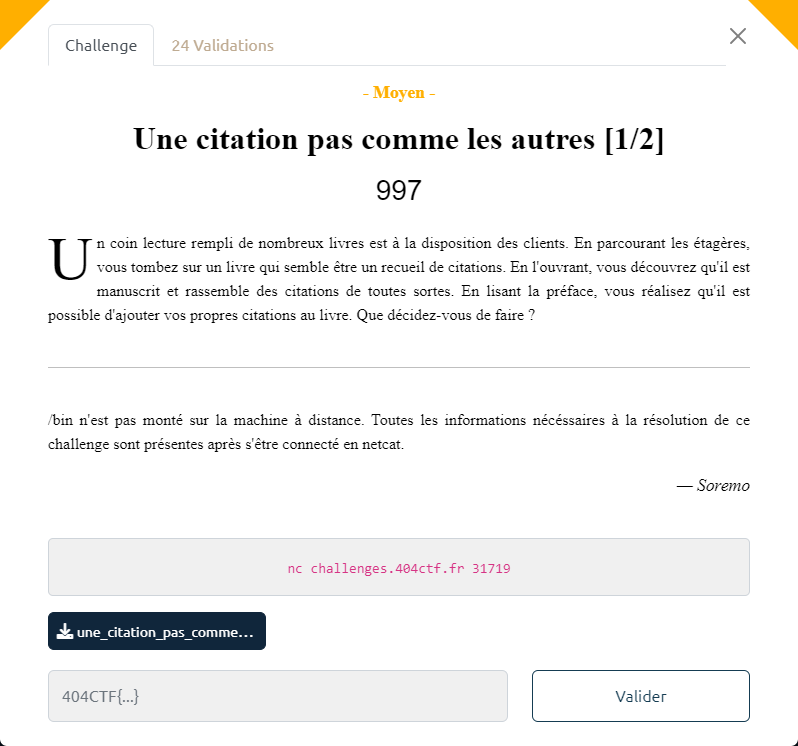 Challenge
24 Validations
- Moyen -
Une citation pas comme les autres [1/2]
997
Un coin lecture rempli de nombreux livres est à la disposition des clients. En parcourant les étagères,
vous tombez sur un livre qui semble être un recueil de citations. En l'ouvrant, vous découvrez qu'il est
manuscrit et rassemble des citations de toutes sortes. En lisant la préface, vous réalisez qu'il est
possible d'ajouter vos propres citations au livre. Que décidez-vous de faire ?
/bin n'est pas monté sur la machine à distance. Toutes les informations nécéssaires à la résolution de ce
challenge sont présentes après s'être connecté en netcat.
— Soremo
nc challenges.404ctf.fr 31719
une_citation_pas_comme...
404CTF{...}
Valider